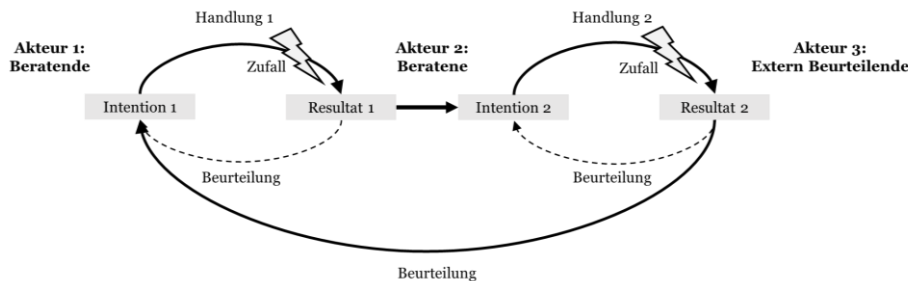 Handlung 1
Handlung 2
Akteur 1:
Beratende
Zufall
Akteur 2:
Beratene
Zufall
Akteur 3:
Extern Beurteilende
Intention 1
Resultat 1
Intention 2
Resultat 2
Beurteilung
Beurteilung
Beurteilung